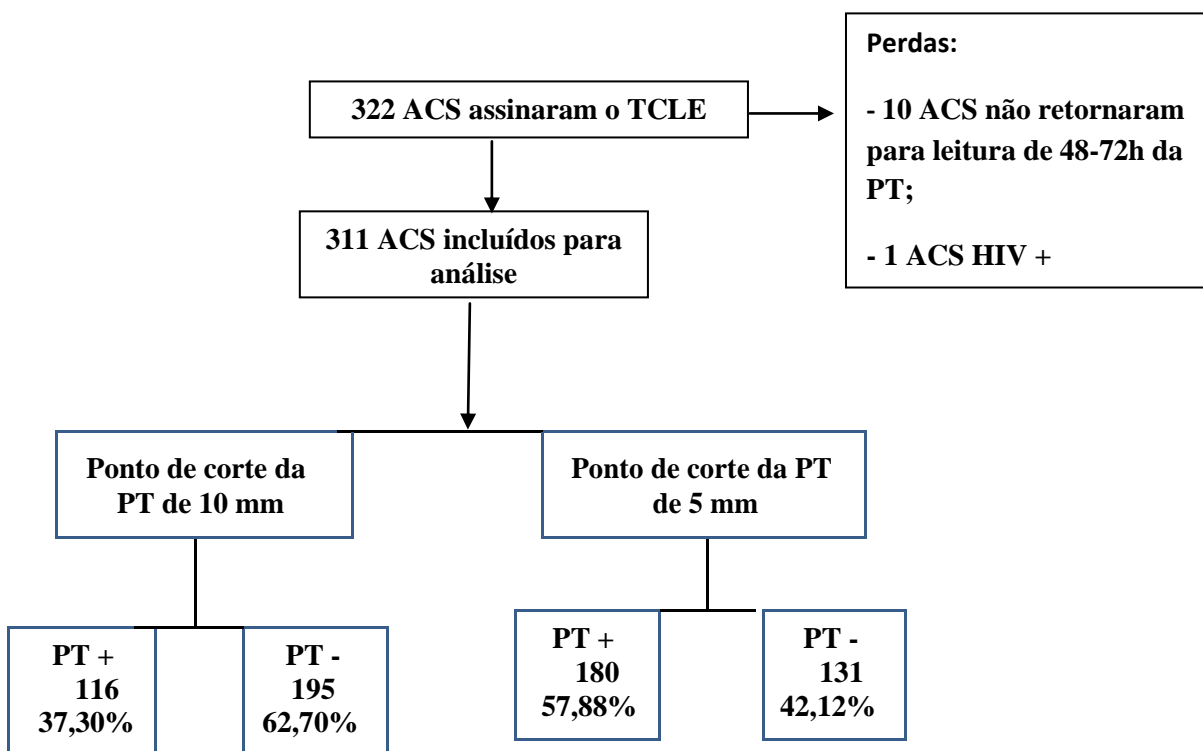 322 ACS assinaram o TCLE
Perdas:
- 10 ACS não retornaram
para leitura de 48-72h da
PT;
- 1 ACS HIV +
311 ACS incluídos para
análise
Ponto de corte da
PT de 10 mm
Ponto de corte da PT
de 5 mm
PT +
116
37,30%
PT -
195
62,70%
PT +
180
57,88%
PT -
131
42,12%